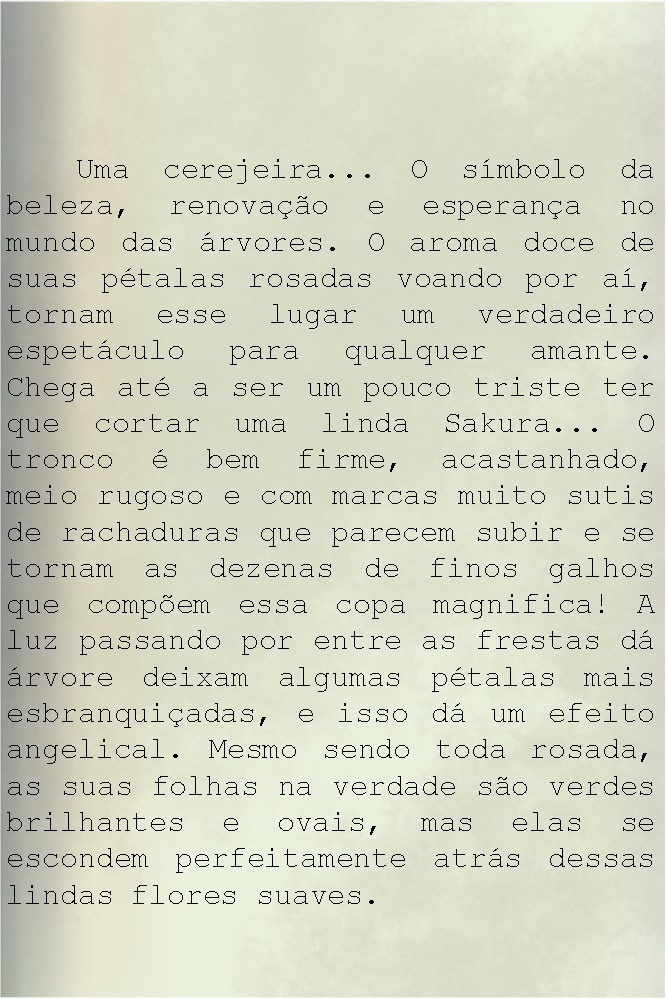 Uma cerejeira... O símbolo da
beleza, renovação e esperança no
mundo das árvores. O aroma doce de
suas pétalas rosadas voando por aí,
tornam esse lugar um verdadeiro
espetáculo para qualquer amante.
Chega até a ser um pouco triste ter
que cortar uma linda Sakura... O
tronco é bem firme, acastanhado,
meio rugoso e com marcas muito sutis
de rachaduras que parecem subir e se
tornam as dezenas de finos galhos
que compõem essa copa magnifica! A
luz passando por entre as frestas dá
árvore deixam algumas pétalas mais
esbranquiçadas, e isso dá um efeito
angelical. Mesmo sendo toda rosada,
as suas folhas na verdade são verdes
brilhantes e ovais, mas elas se
escondem perfeitamente atrás dessas
lindas flores suaves.